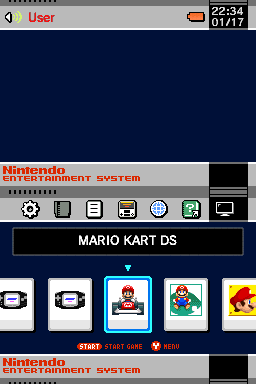 User
22:34
01/17
Nintendo
ENTERTAINMENT SYSTEM
?
MARIO KART DS
START START GAME Y MENU
Nintendo
ENTERTAINMENT SYSTEM